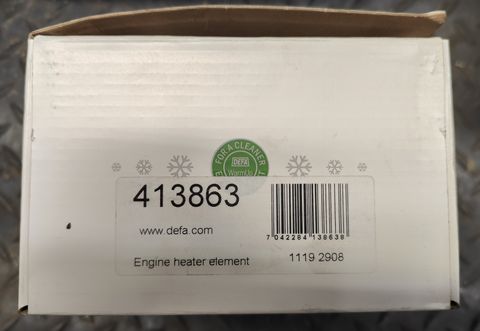 FOR A CLEANER
DEFA
WarmUp
413863
www.defa.com
7 042284 138638
Engine heater element
1119 2908